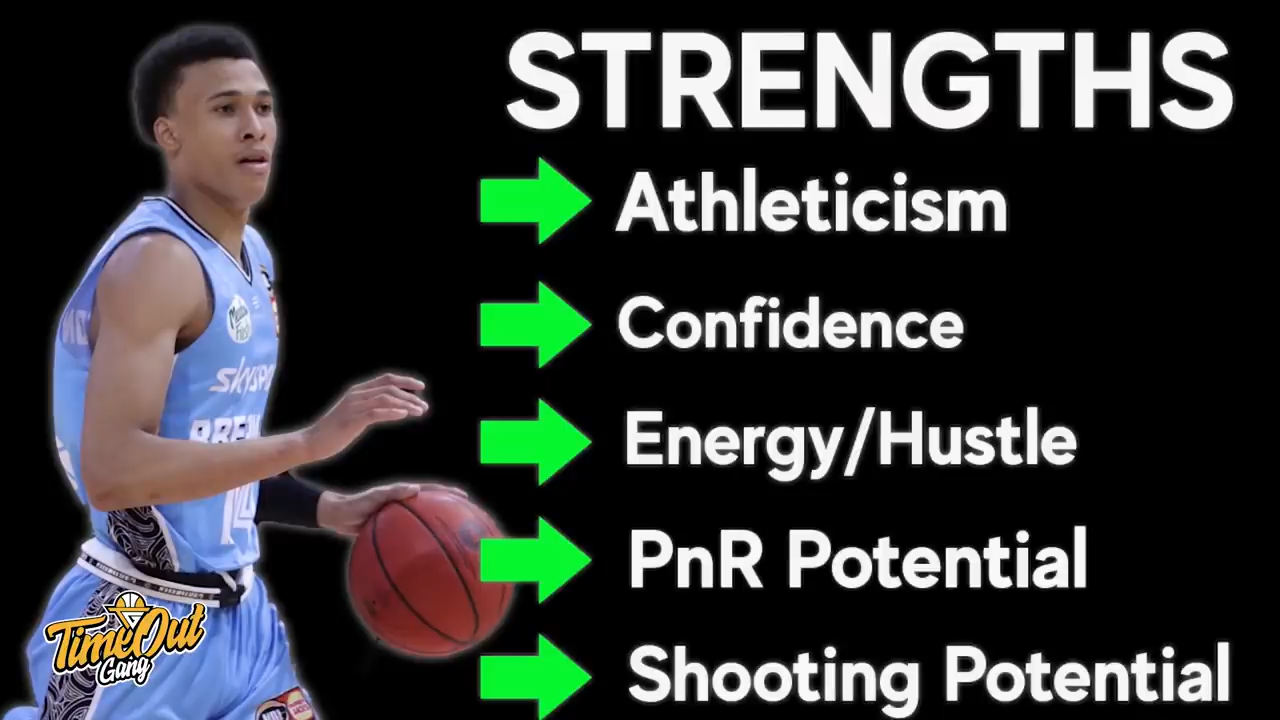 STRENGTHS
Athleticism
Confidence
Energy/Hustle
PnR Potential
Shooting Potential
TimeOut
Gang